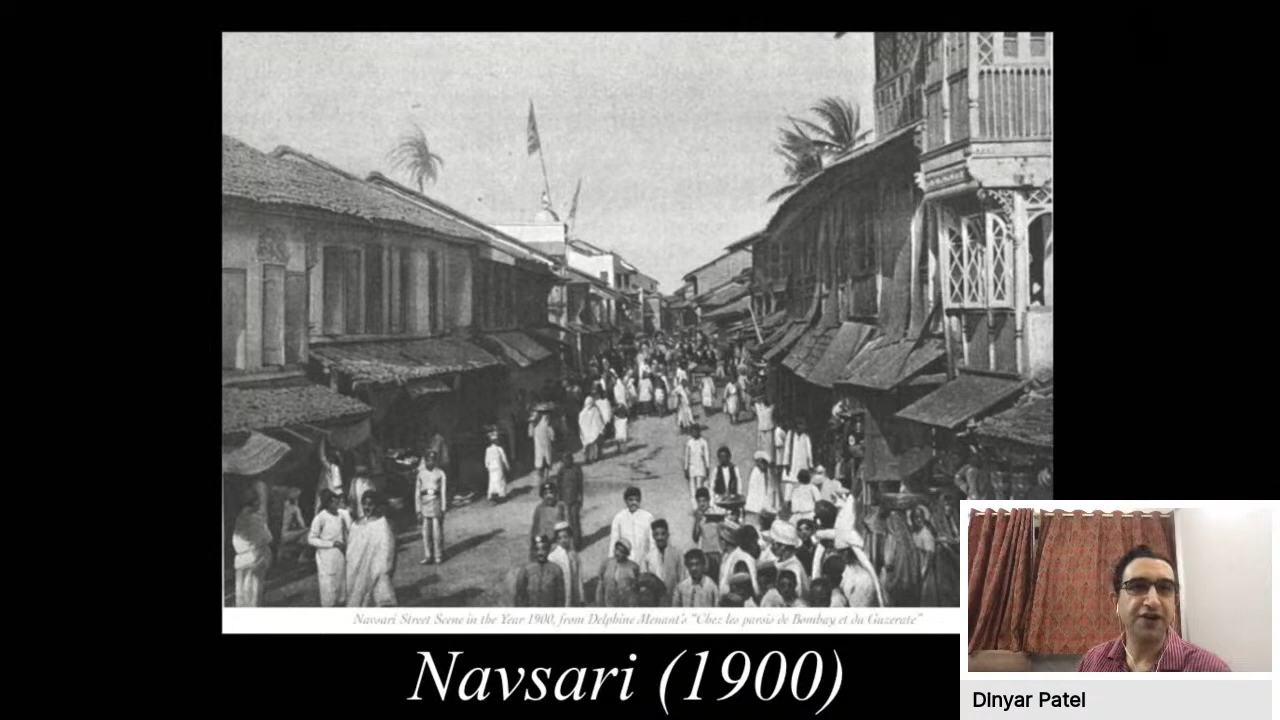 Navsari Street Scene in the Year 1900, from Delphine Menant's "Chez les parsis de Bombay et du Guzerate"
Navsari (1900)
Dinyar Patel